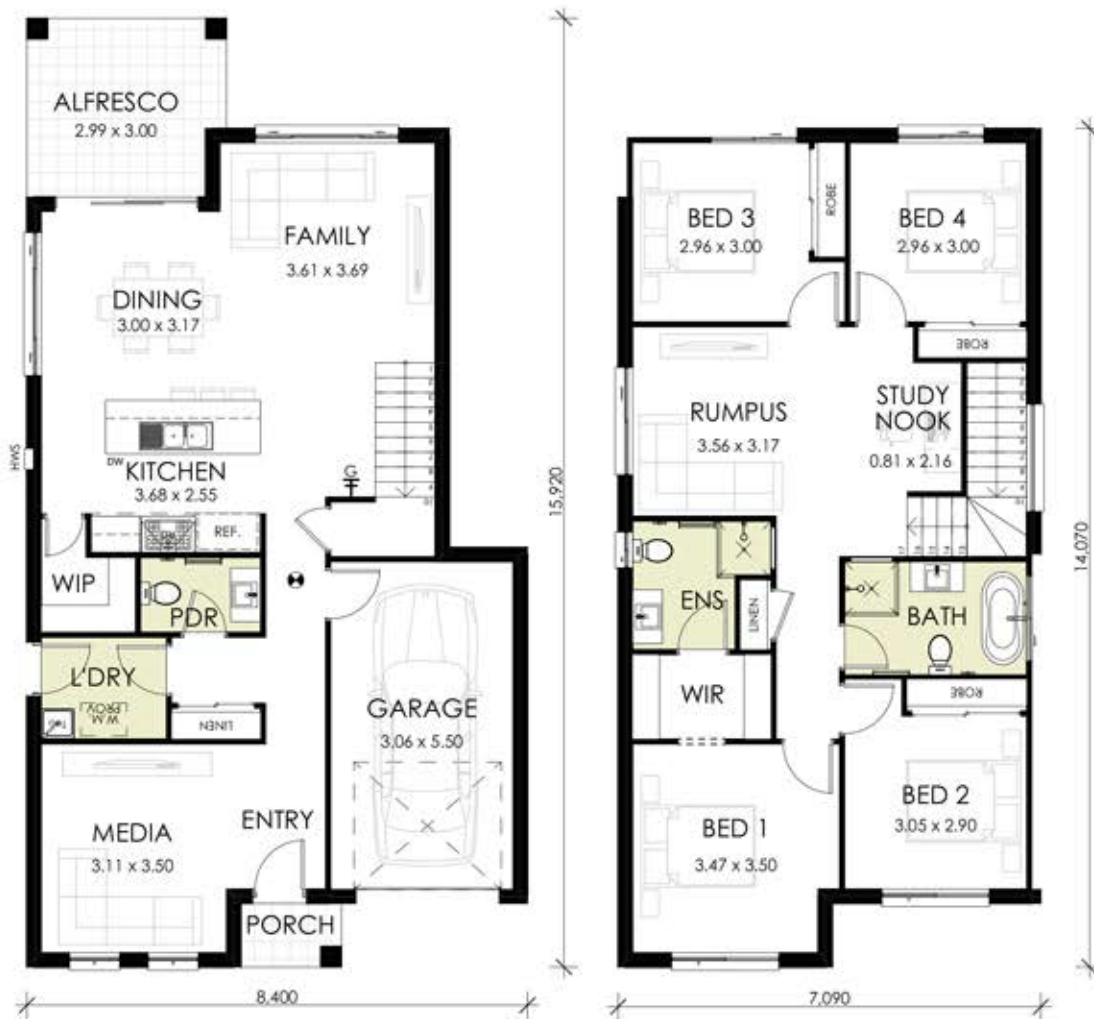 ALFRESCO
2.99 x 3.00
FAMILY
3.61 x 3.69
DINING
3.00 x 3.17
HWS
DW
KITCHEN
3.68 x 2.55
G
REF.
WIP
PDR
L'DRY
W.M.
LINEN
GARAGE
3.06 x 5.50
MEDIA
3.11 x 3.50
ENTRY
PORCH
8,400
15,920
BED 3
2.96 x 3.00
ROBE
BED 4
2.96 x 3.00
ROBE
RUMPUS
3.56 x 3.17
STUDY
NOOK
0.81 x 2.16
ENS
LINEN
BATH
WIR
ROBE
BED 1
3.47 x 3.50
BED 2
3.05 x 2.90
7,090
14,070